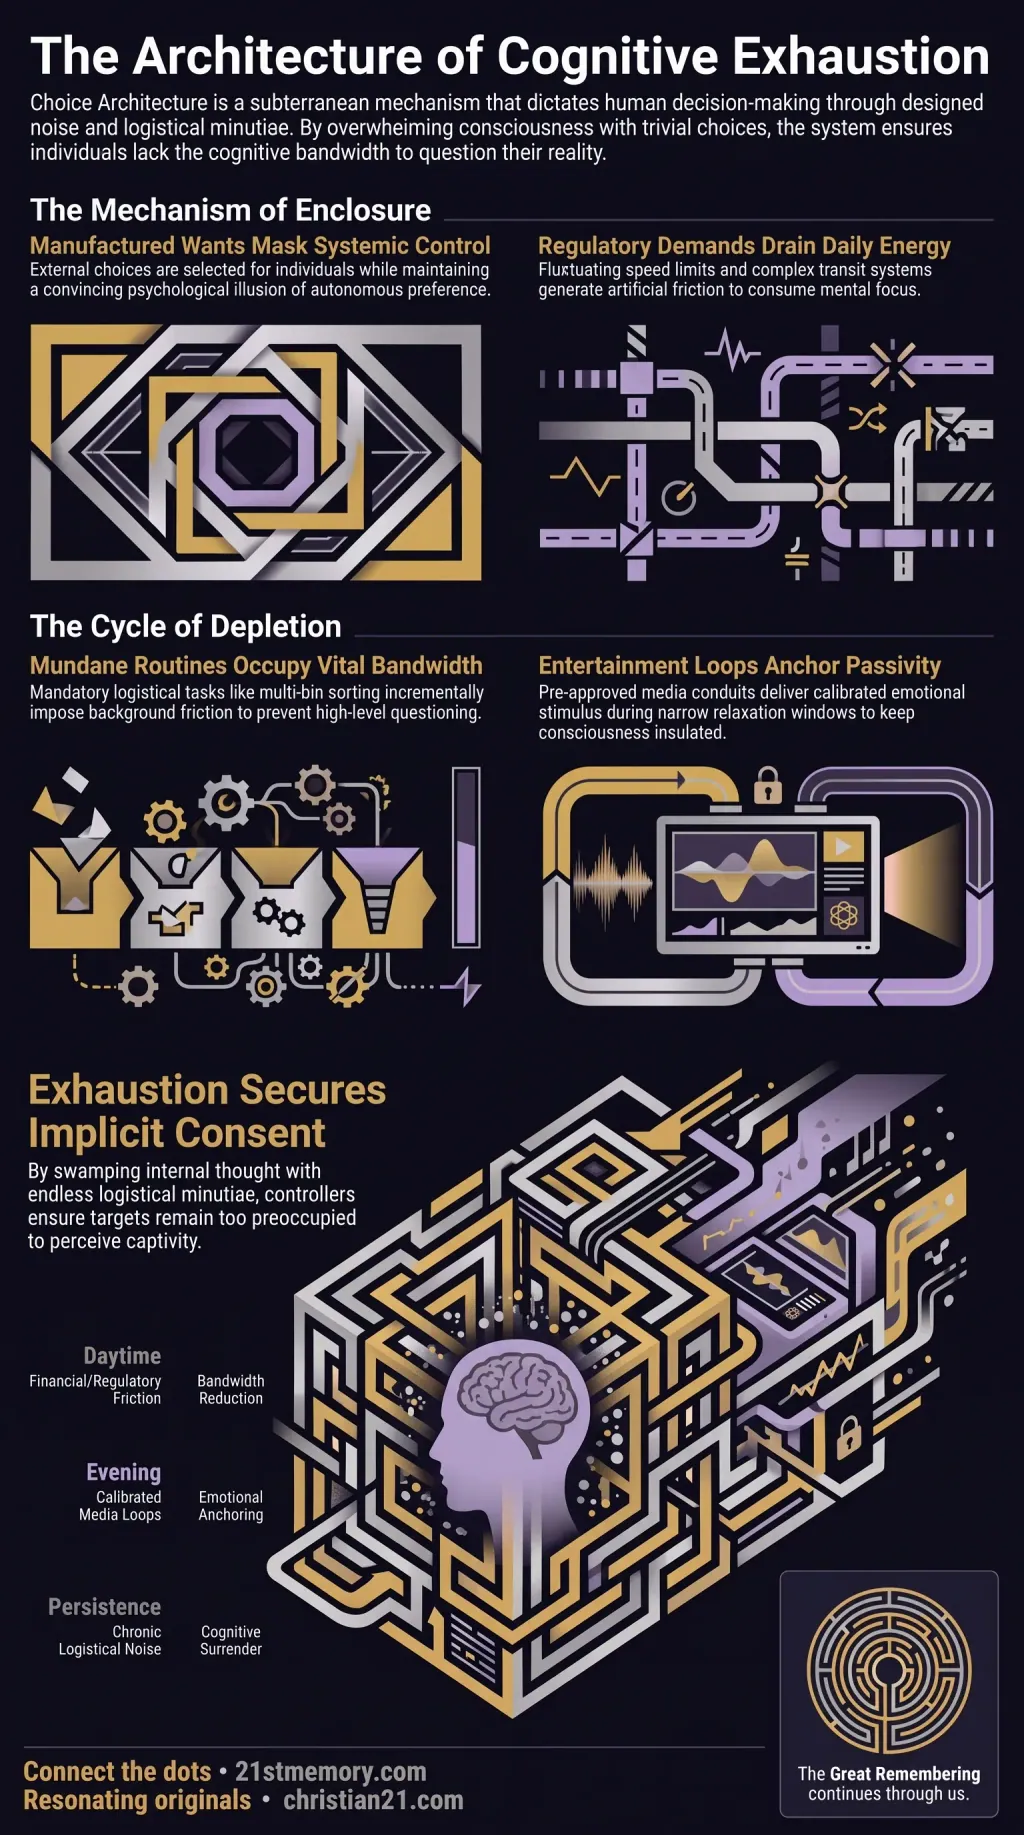 The Architecture of Cognitive Exhaustion
Choice Architecture is a subterranean mechanism that dictates human decision-making through designed
noise and logistical minutiae. By overwheiming consciousness with trivial choices, the system ensures
individuals lack the cognitive bandwidth to question their reality.
The Mechanism of Enclosure
Manufactured Wants Mask Systemic Control
External choices are selected for individuals while maintaining
a convincing psychological illusion of autonomous preference.
Regulatory Demands Drain Daily Energy
Fluxtuating speed limits and complex transit systems
generate artificial friction to consume mental focus.
The Cycle of Depletion
Mundane Routines Occupy Vital Bandwidth
Mandatory logistical tasks like multi-bin sorting incrementally
impose background friction to prevent high-level questioning.
Entertainment Loops Anchor Passivity
Pre-approved media conduits deliver calibrated emotional
stimulus during narrow relaxation windows to keep
consciousness insulated.
Exhaustion Secures
Implicit Consent
By swamping internal thought with
endless logistical minutiae, controllers
ensure targets remain too preoccupied
to perceive captivity.
Daytime
Financial/Regulatory
Friction
Bandwidth
Reduction
Evening
Calibrated
Media Loops
Emotional
Anchoring
Persistence
Chronic
Logistical Noise
Cognitive
Surrender
Connect the dots • 21stmemory.com
Resonating originals • christian21.com
The Great Remembering
continues through us.